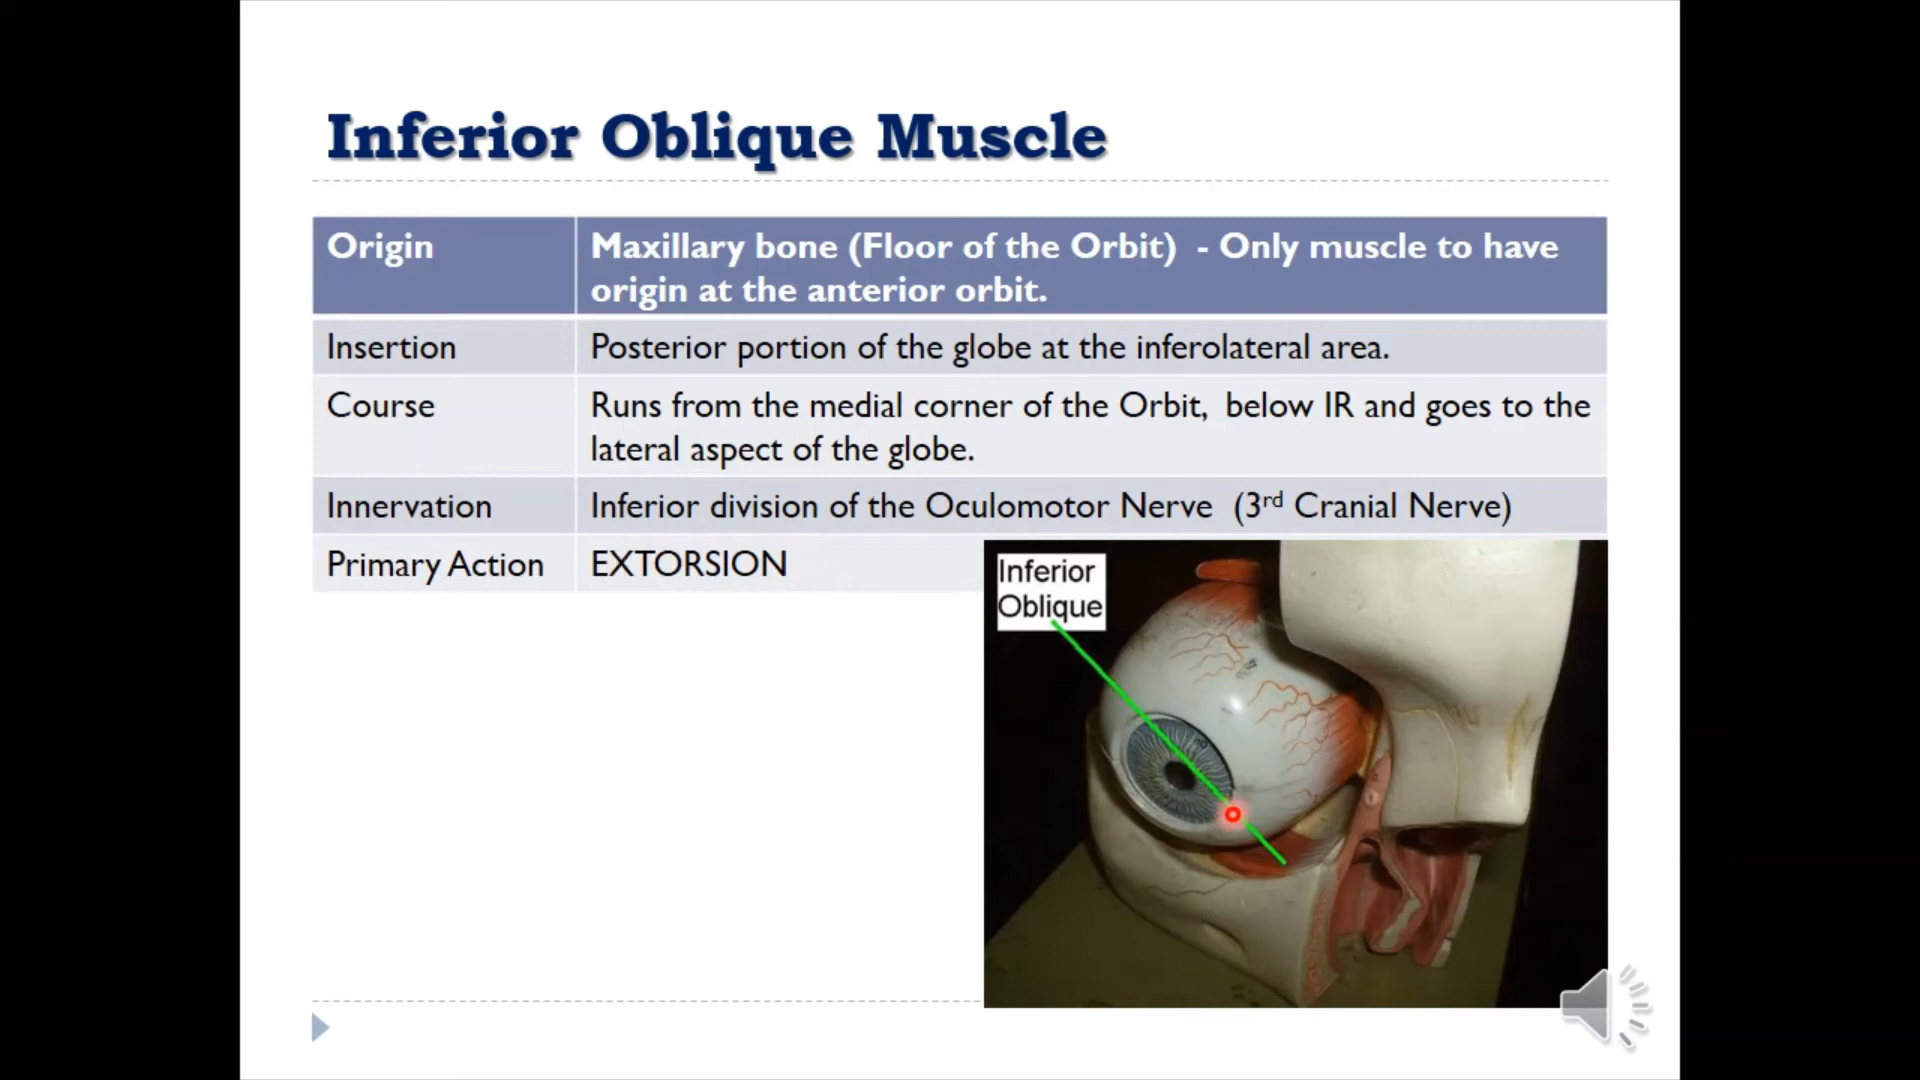 Inferior Oblique Muscle
Origin
Maxillary bone (Floor of the Orbit)  - Only muscle to have
origin at the anterior orbit.
Insertion
Posterior portion of the globe at the inferolateral area.
Course
Runs from the medial corner of the Orbit,  below IR and goes to the
lateral aspect of the globe.
Innervation
Inferior division of the Oculomotor Nerve  (3rd Cranial Nerve)
Primary Action
EXTORSION
Inferior
Oblique